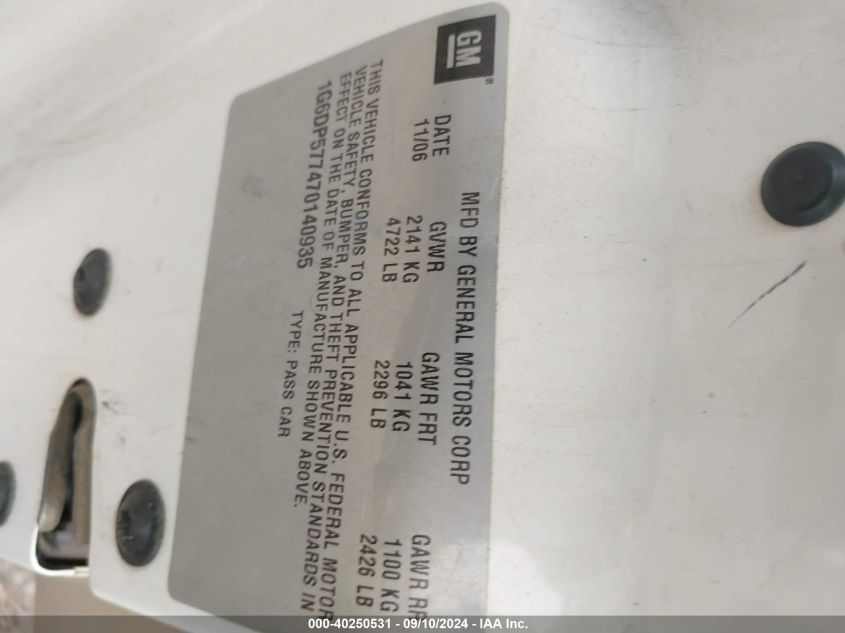 GM
®
MFD BY GENERAL MOTORS CORP
DATE GVWR GAWR FRT GAWR RR
11/06 2141 KG 1041 KG 1100 KG
4722 LB 2296 LB 2426 LB
THIS VEHICLE CONFORMS TO ALL APPLICABLE U.S. FEDERAL MOTOR
VEHICLE SAFETY, BUMPER, AND THEFT PREVENTION STANDARDS IN
EFFECT ON THE DATE OF MANUFACTURE SHOWN ABOVE.
1G6DP577470140935 TYPE: PASS CAR
000-40250531 - 09/10/2024 - IAA Inc.